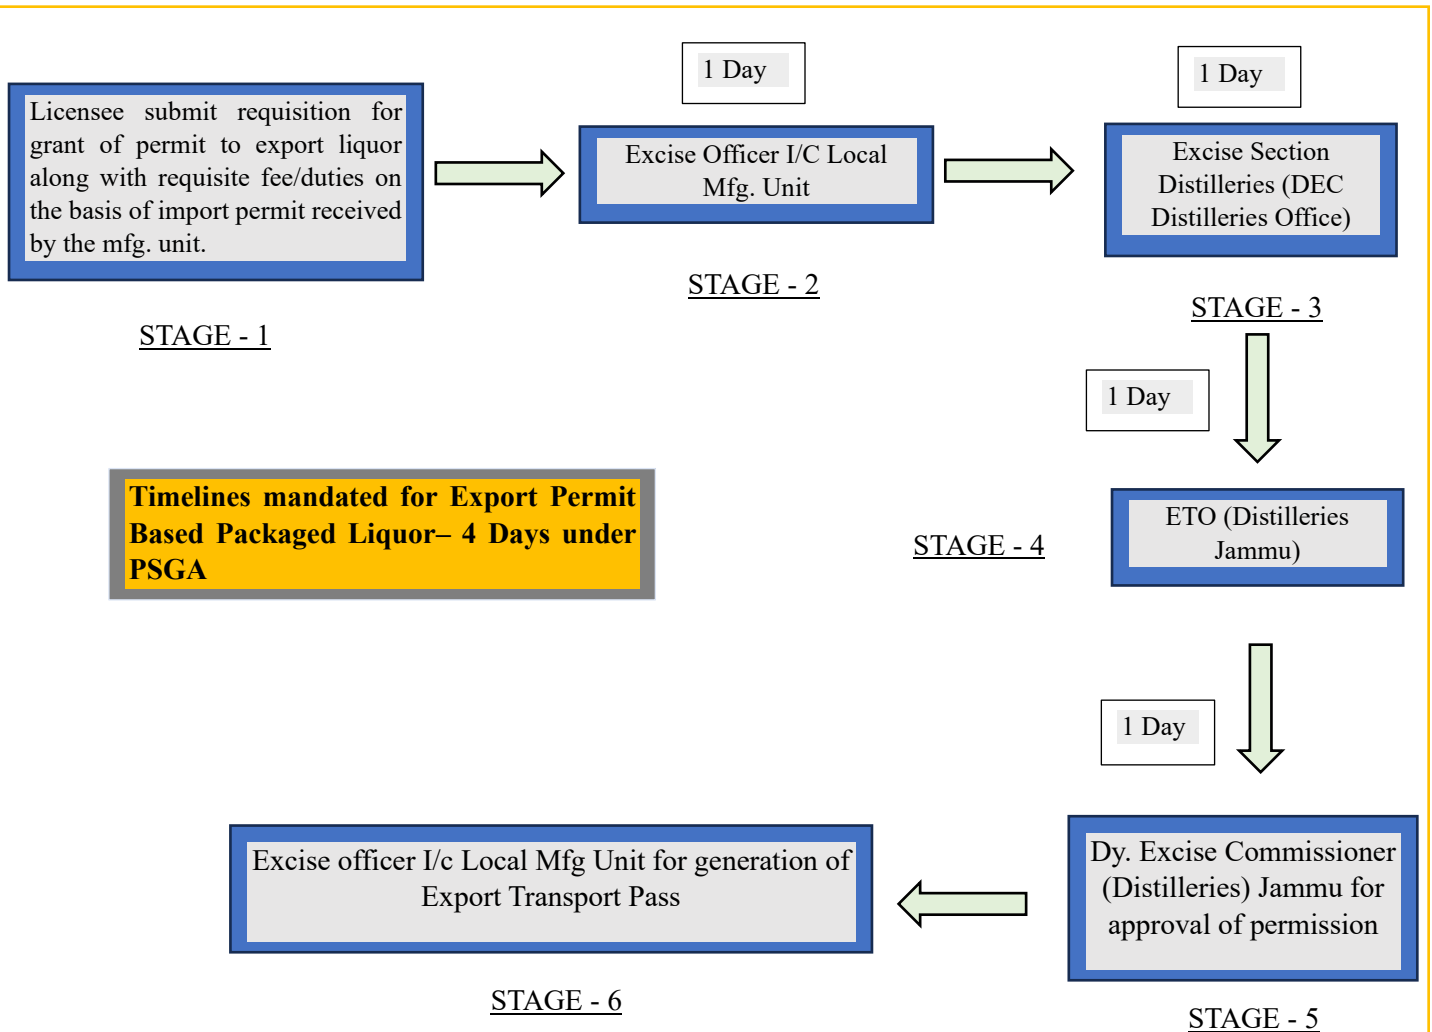 Licensee submit requisition for
grant of permit to export liquor
along with requisite fee/duties on
the basis of import permit received
by the mfg. unit.
STAGE - 1
1 Day
Excise Officer I/C Local
Mfg. Unit
STAGE - 2
1 Day
Excise Section
Distilleries (DEC
Distilleries Office)
STAGE - 3
1 Day
ETO (Distilleries
Jammu)
STAGE - 4
Timelines mandated for Export Permit
Based Packaged Liquor– 4 Days under
PSGA
1 Day
Dy. Excise Commissioner
(Distilleries) Jammu for
approval of permission
STAGE - 5
Excise officer I/c Local Mfg Unit for generation of
Export Transport Pass
STAGE - 6